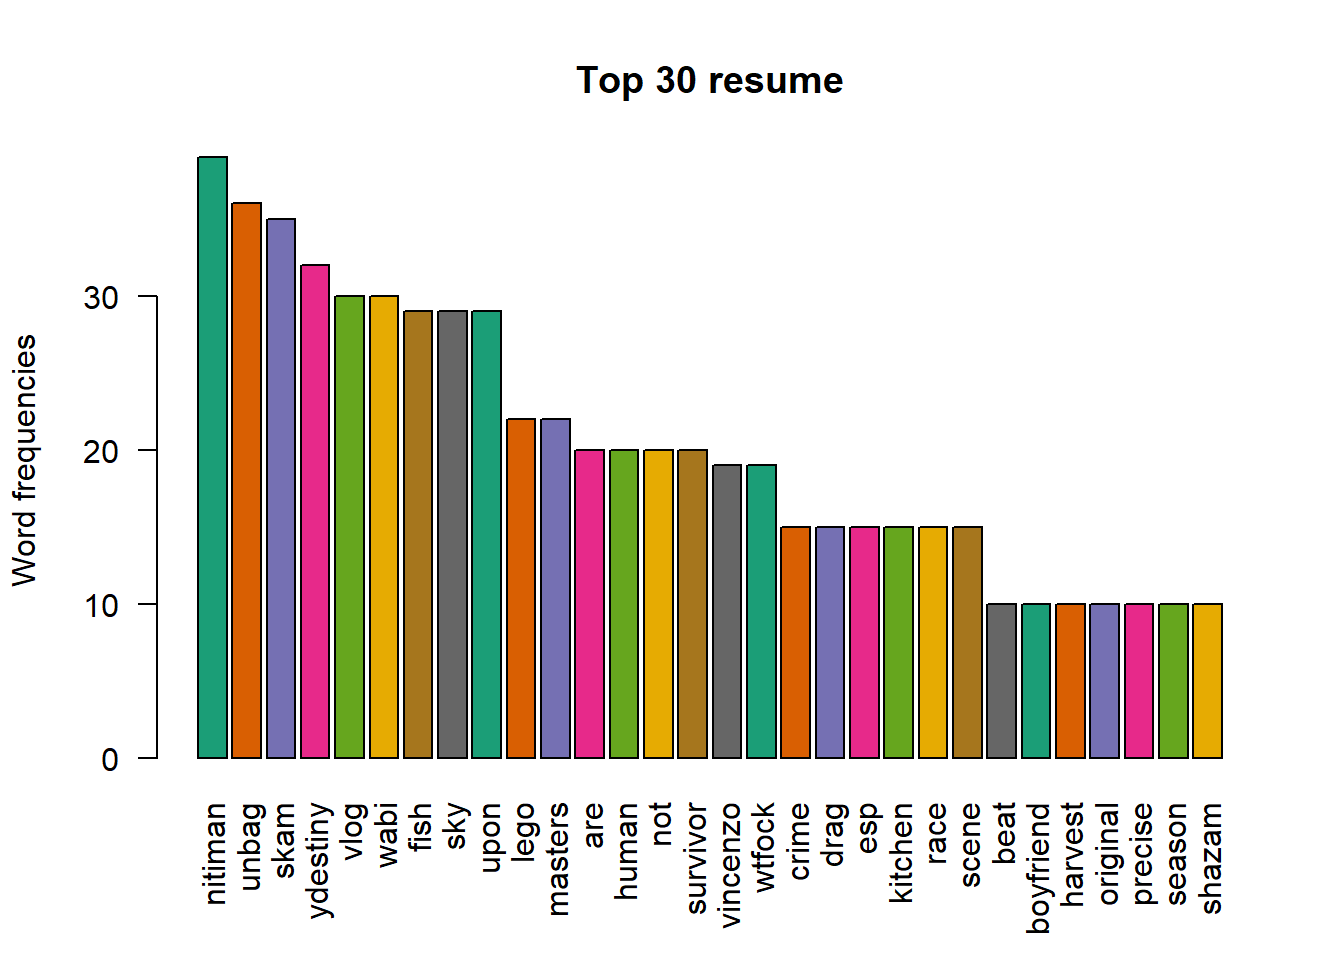 Top 30 resume
Word frequencies
30
20
10
0
nitiman
unbag
skam
ydestiny
vlog
wabi
fish
sky
upon
lego
masters
are
human
not
survivor
vincenzo
wtfock
crime
drag
esp
kitchen
race
scene
beat
boyfriend
harvest
original
precise
season
shazam